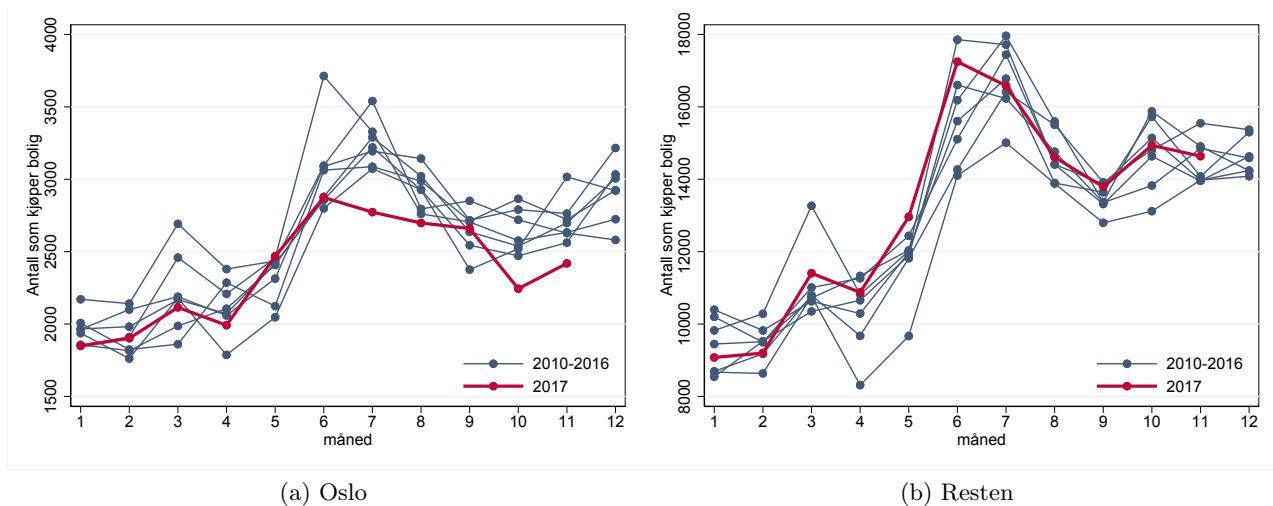 Antall som kjøper bolig
4000
3500
3000
2500
2000
1500
1 2 3 4 5 6 7 8 9 10 11 12
måned
2010-2016
2017
(a) Oslo
Antall som kjøper bolig
18000
16000
14000
12000
10000
8000
1 2 3 4 5 6 7 8 9 10 11 12
måned
2010-2016
2017
(b) Resten